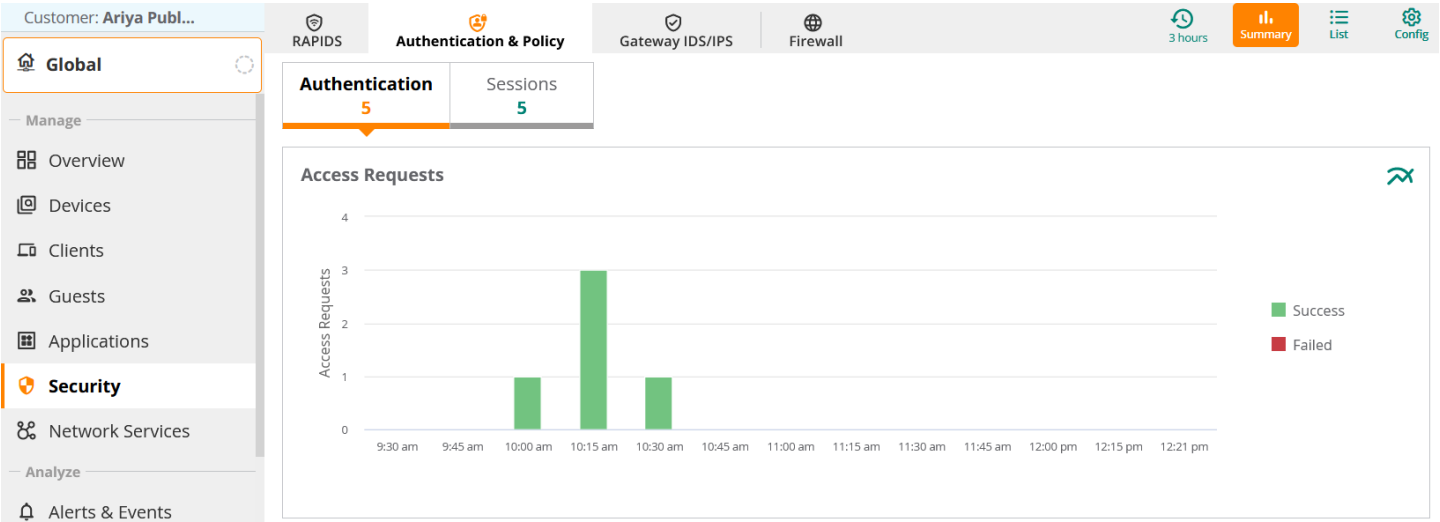 Customer: Ariya Publ...
Global
Manage
Overview
Devices
Clients
Guests
Applications
Security
Network Services
Analyze
Alerts & Events
RAPIDS
Authentication & Policy
Gateway IDS/IPS
Firewall
3 hours
Summary
List
Config
Authentication
5
Sessions
5
Access Requests
Access Requests
4
3
2
1
0
9:30 am 9:45 am 10:00 am 10:15 am 10:30 am 10:45 am 11:00 am 11:15 am 11:30 am 11:45 am 12:00 pm 12:15 pm 12:21 pm
Success
Failed